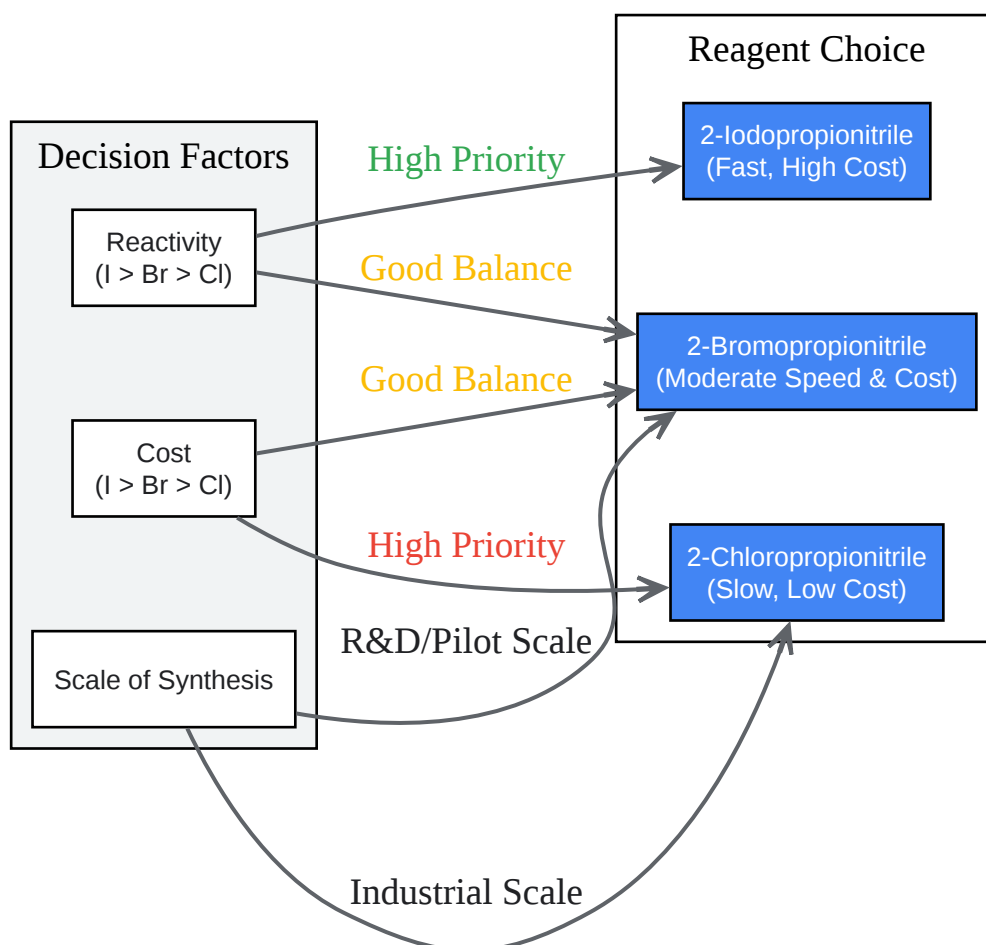 Decision Factors
Reactivity
(I > Br > Cl)
Cost
(I > Br > Cl)
Scale of Synthesis
High Priority
Good Balance
Good Balance
High Priority
R&D/Pilot Scale
Industrial Scale
Reagent Choice
2-Iodopropionitrile
(Fast, High Cost)
2-Bromopropionitrile
(Moderate Speed & Cost)
2-Chloropropionitrile
(Slow, Low Cost)